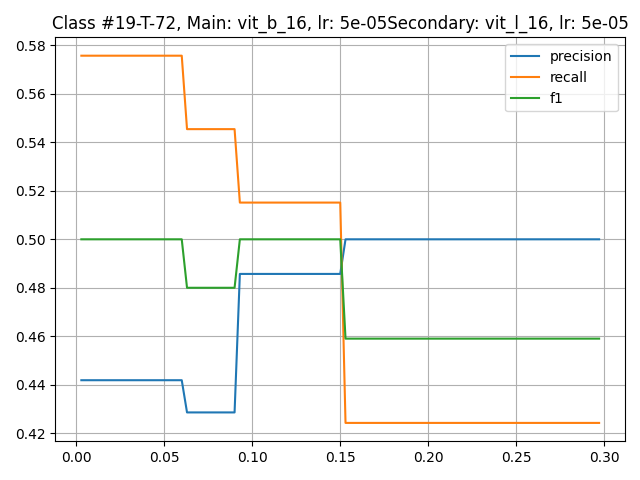 Class #19-T-72, Main: vit_b_16, lr: 5e-05Secondary: vit_l_16, lr: 5e-05
precision
recall
f1
0.58
0.56
0.54
0.52
0.50
0.48
0.46
0.44
0.42
0.00 0.05 0.10 0.15 0.20 0.25 0.30